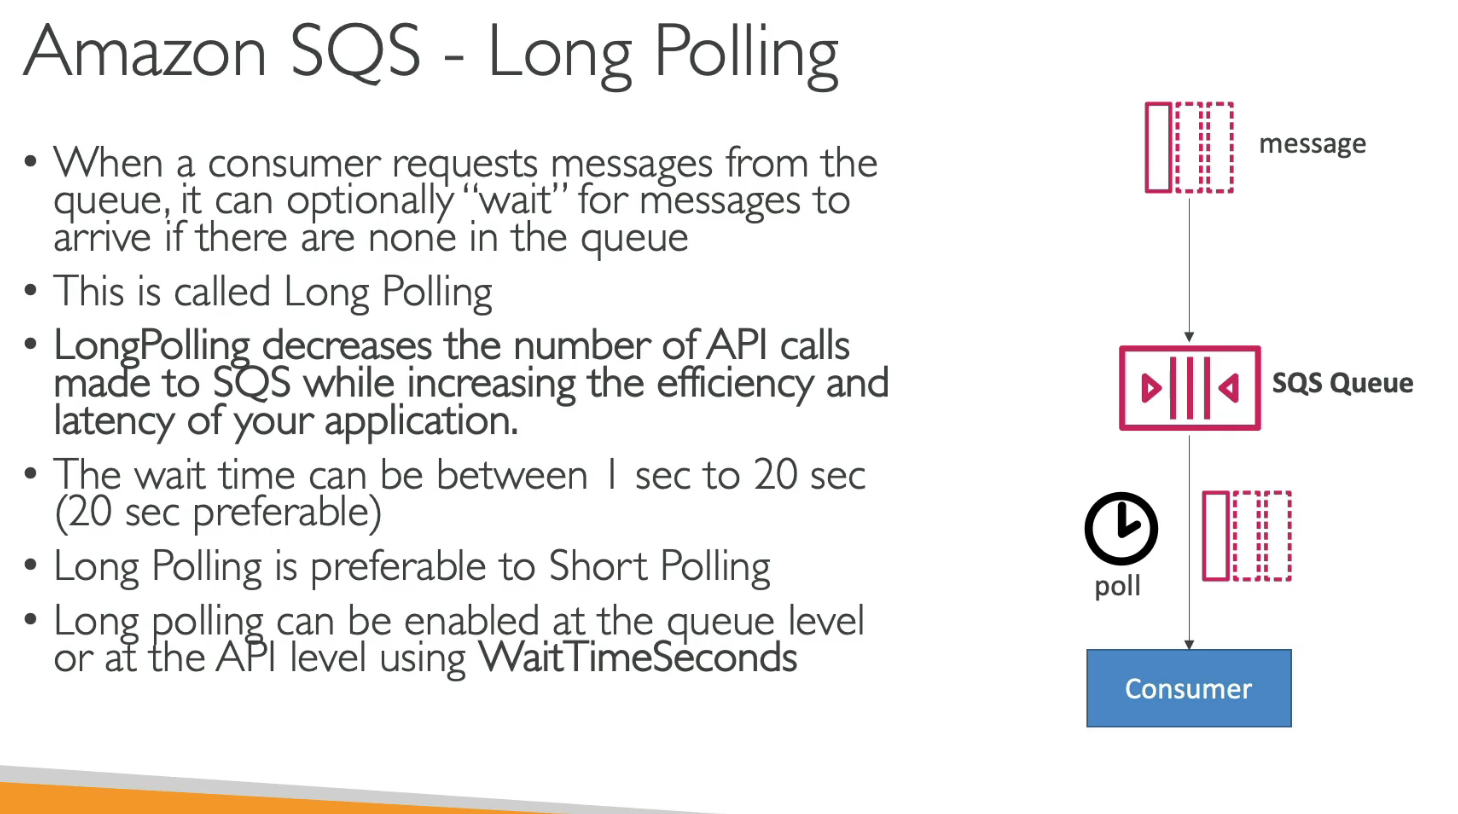 Amazon SQS - Long Polling
• When a consumer requests messages from the
queue, it can optionally “wait” for messages to
arrive if there are none in the queue
• This is called Long Polling
• LongPolling decreases the number of API calls
made to SQS while increasing the efficiency and
latency of your application.
• The wait time can be between 1 sec to 20 sec
(20 sec preferable)
• Long Polling is preferable to Short Polling
• Long polling can be enabled at the queue level
or at the API level using WaitTimeSeconds
message
SQS Queue
poll
Consumer